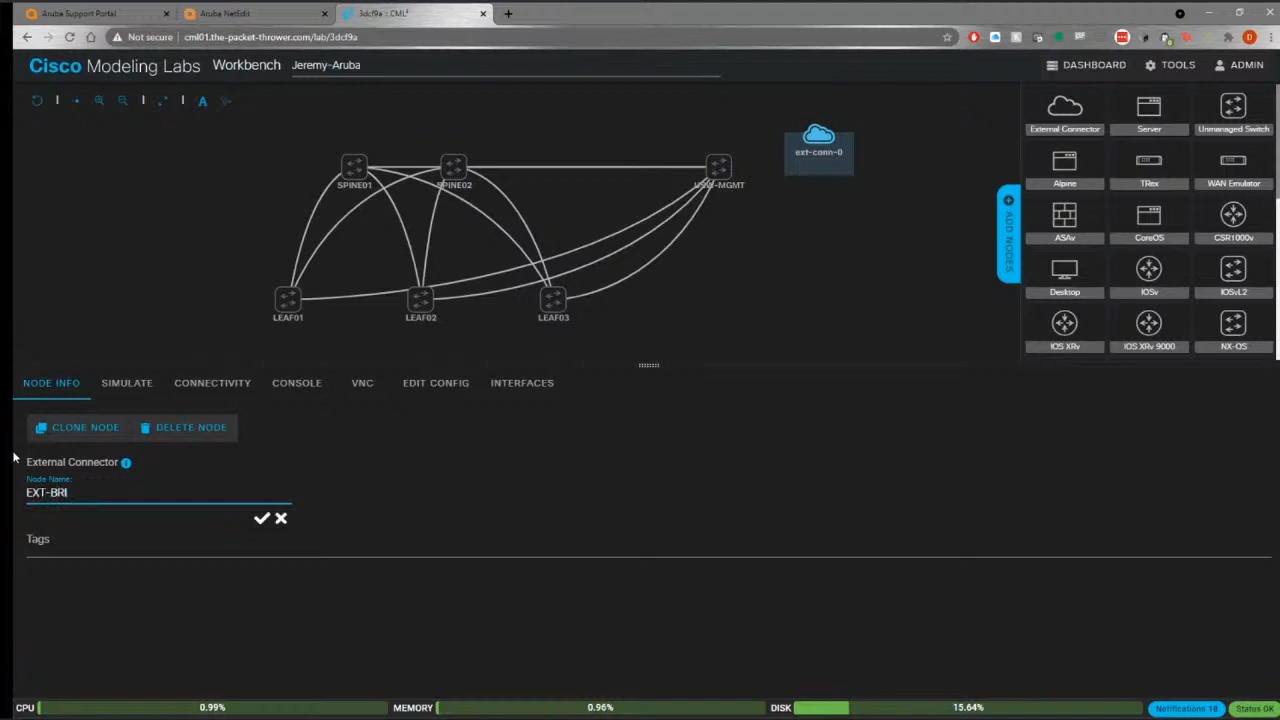 Aruba Support Portal
Aruba NetEdit
3dcf9a :: CML²
Not secure
cml01.the-packet-thrower.com/lab/3dcf9a
D
Cisco Modeling Labs Workbench
Jeremy-Aruba
DASHBOARD
TOOLS
ADMIN
A
ext-conn-0
SPINE01
SPINE02
LEAF01
LEAF02
LEAF03
ADD NODES
External Connector
Server
Unmanaged Switch
Alpine
TRex
WAN Emulator
ASAv
CoreOS
CSR1000v
Desktop
IOSv
IOSvL2
IOS XRv
IOS XRv 9000
NX-OS
NODE INFO
SIMULATE
CONNECTIVITY
CONSOLE
VNC
EDIT CONFIG
INTERFACES
CLONE NODE
DELETE NODE
External Connector
Node Name:
EXT-BRI
Tags
CPU
0.99%
MEMORY
0.96%
DISK
15.64%
Notifications 18
Status OK